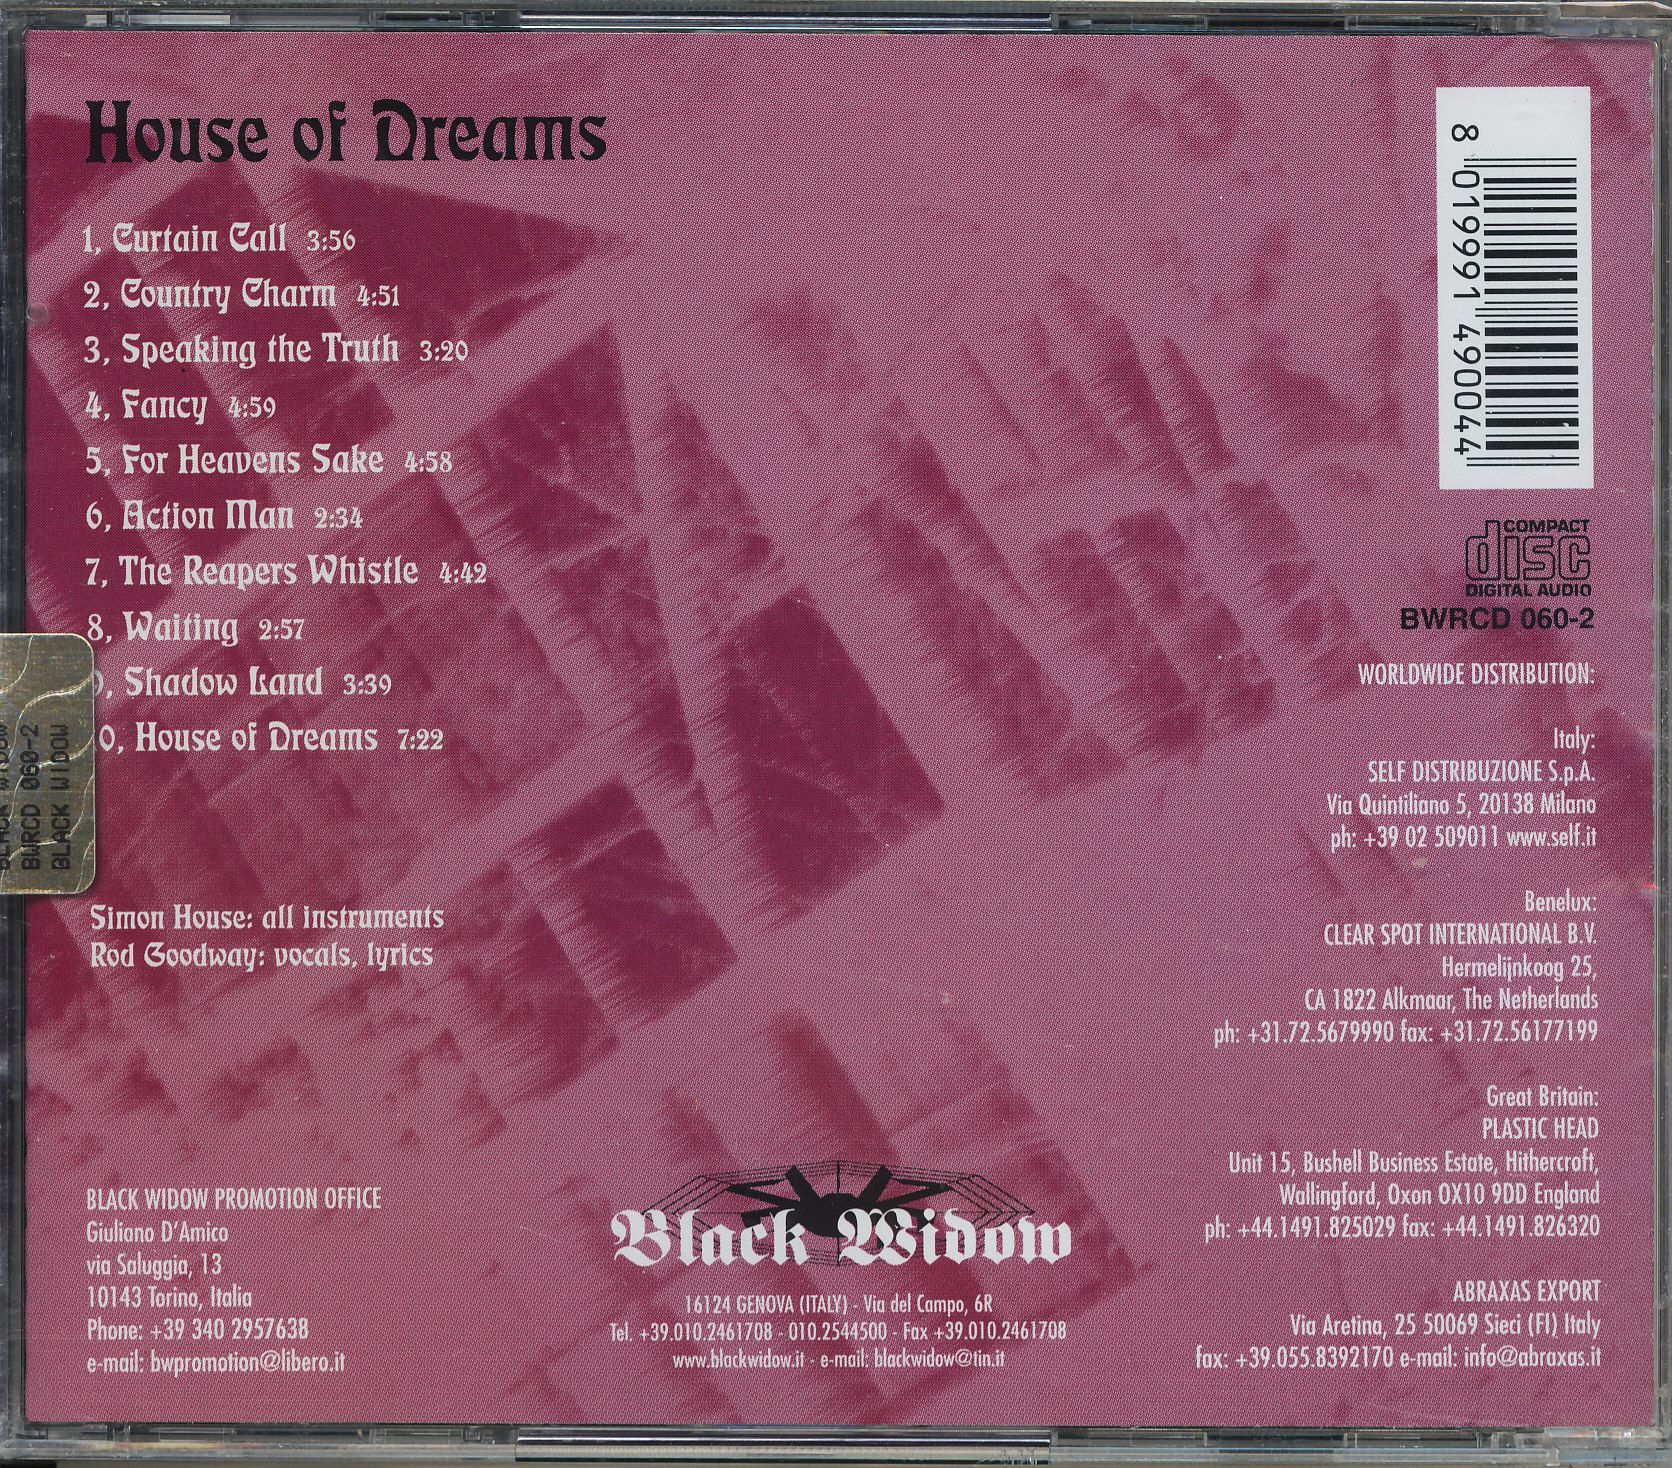 House of Dreams
1, Curtain Call 3:56
2, Country Charm 4:51
3, Speaking the Truth 3:20
4, Fancy 4:59
5, For Heavens Sake 4:58
6, Action Man 2:34
7, The Reapers Whistle 4:42
8, Waiting 2:57
, Shadow Land 3:39
0, House of Dreams 7:22
BLACK WIDOW
BWRCD 060-2
BLACK WIDOW
Simon House: all instruments
Rod Goodway: vocals, lyrics
BLACK WIDOW PROMOTION OFFICE
Giuliano D'Amico
via Saluggia, 13
10143 Torino, Italia
Phone: +39 340 2957638
e-mail: bwpromotion@libero.it
Black Widow
16124 GENOVA (ITALY) - Via del Campo, 6R
Tel. +39.010.2461708 - 010.2544500 - Fax +39.010.2461708
www.blackwidow.it - e-mail: blackwidow@tin.it
8 019991 490044
COMPACT
disc
DIGITAL AUDIO
BWRCD 060-2
WORLDWIDE DISTRIBUTION:
Italy:
SELF DISTRIBUZIONE S.p.A.
Via Quintiliano 5, 20138 Milano
ph: +39 02 509011 www.self.it
Benelux:
CLEAR SPOT INTERNATIONAL B.V.
Hermelijnkoog 25,
CA 1822 Alkmaar, The Netherlands
ph: +31.72.5679990 fax: +31.72.56177199
Great Britain:
PLASTIC HEAD
Unit 15, Bushell Business Estate, Hithercroft,
Wallingford, Oxon OX10 9DD England
ph: +44.1491.825029 fax: +44.1491.826320
ABRAXAS EXPORT
Via Aretina, 25 50069 Sieci (FI) Italy
fax: +39.055.8392170 e-mail: info@abraxas.it